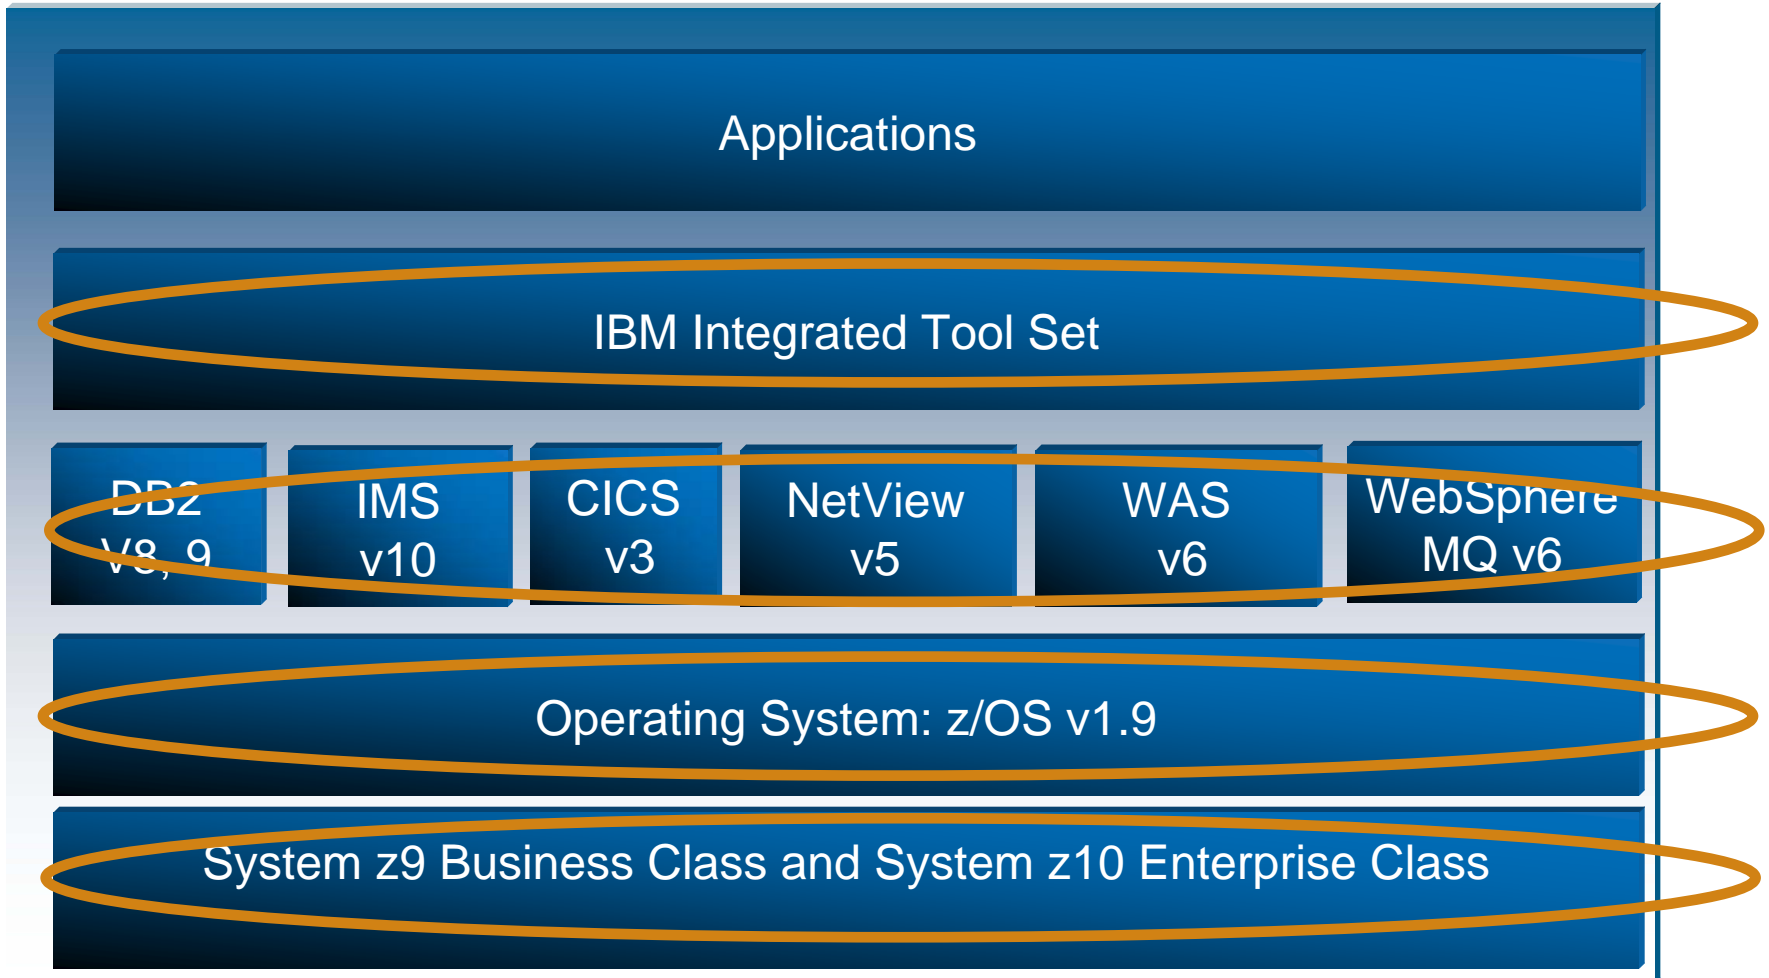 Applications
IBM Integrated Tool Set
DB2
V8, 9
IMS
v10
CICS
v3
NetView
v5
WAS
v6
WebSphere
MQ v6
Operating System: z/OS v1.9
System z9 Business Class and System z10 Enterprise Class